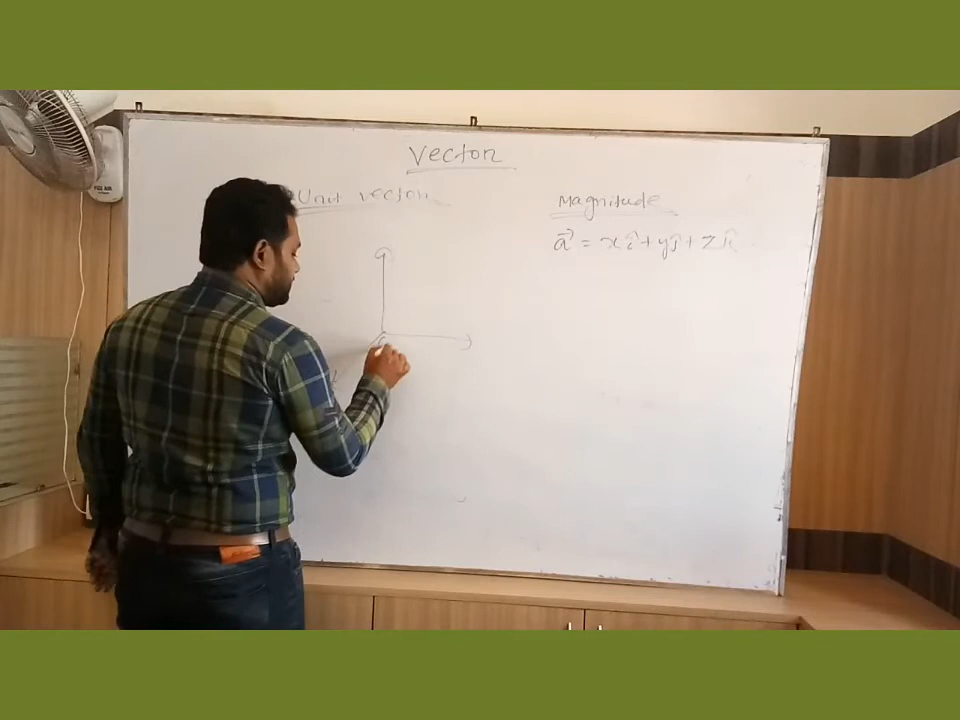 Vector
Unit vector
Magnitude
a⃗ = xî + yĵ + zk̂